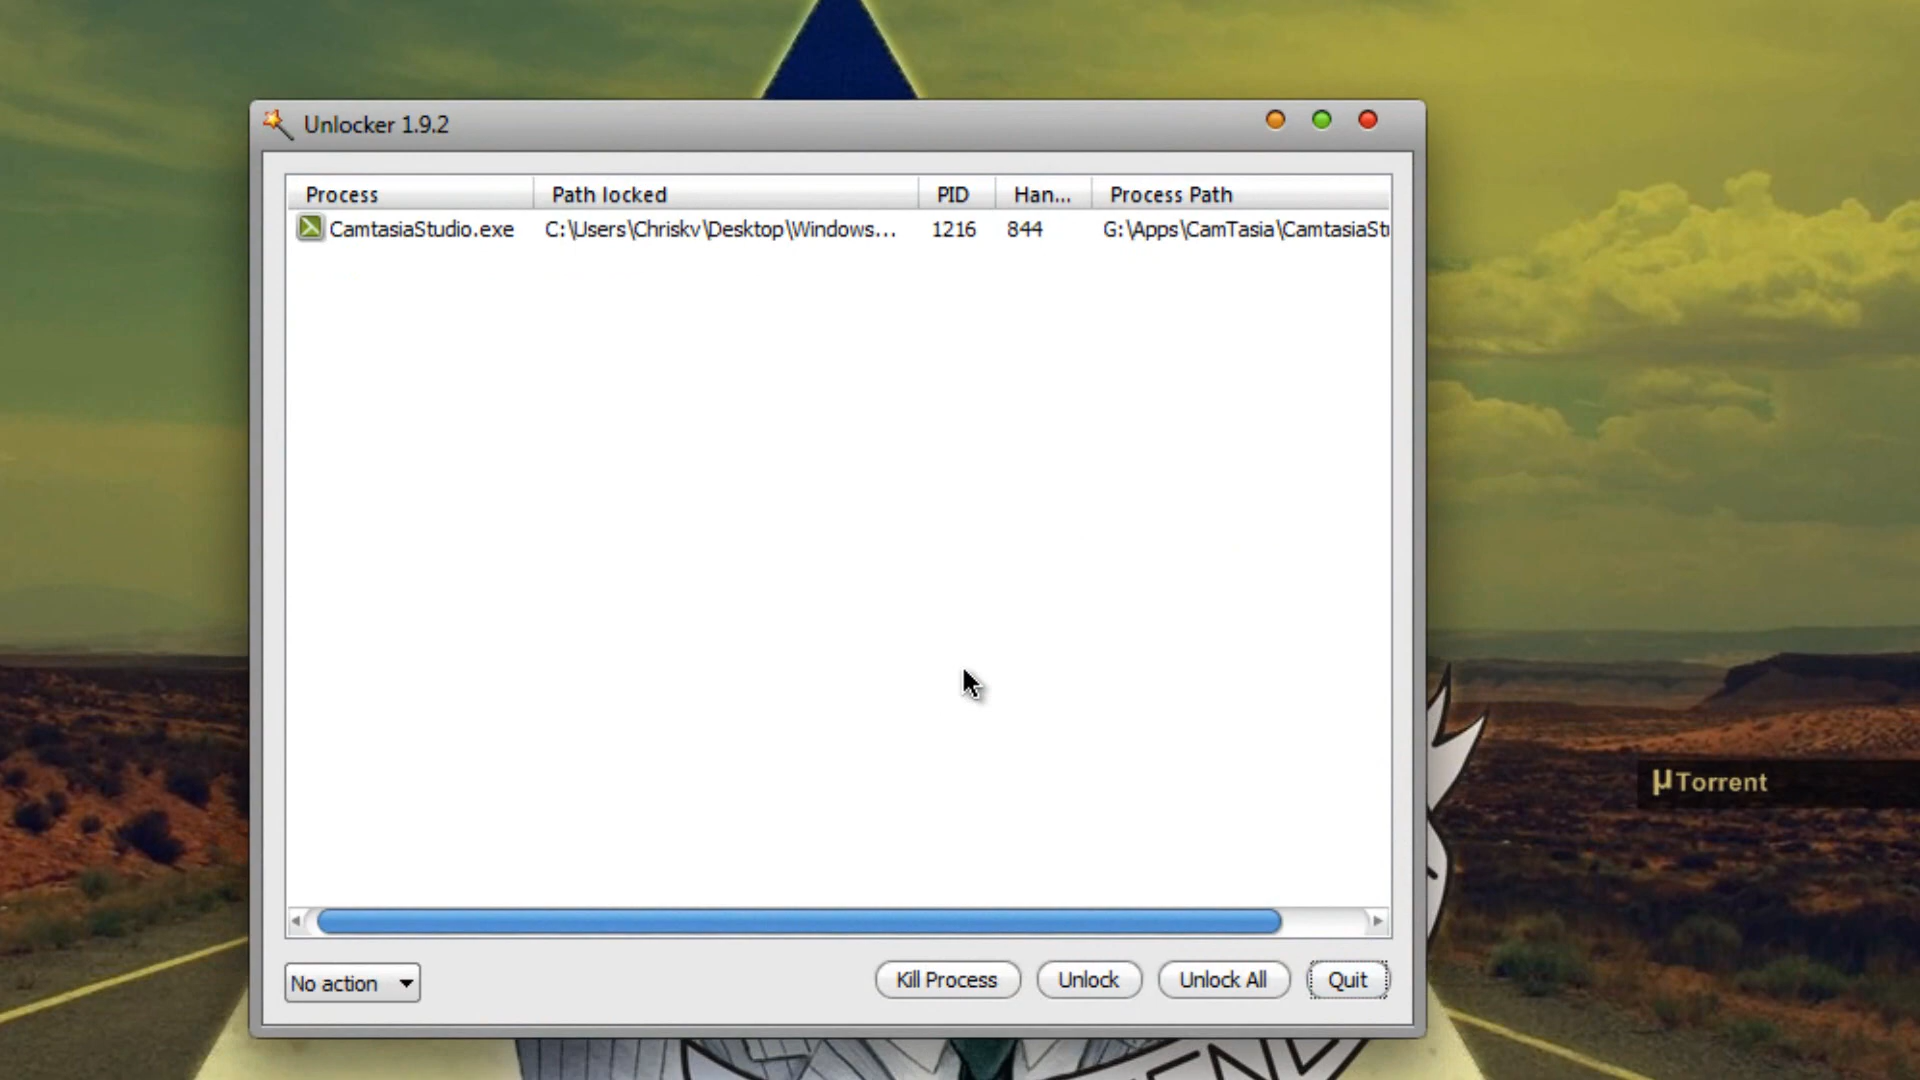 Unlocker 1.9.2
Process Path locked PID Han... Process Path
CamtasiaStudio.exe C:\Users\Chriskv\Desktop\Windows... 1216 844 G:\Apps\CamTasia\CamtasiaSt
µTorrent
No action Kill Process Unlock Unlock All Quit